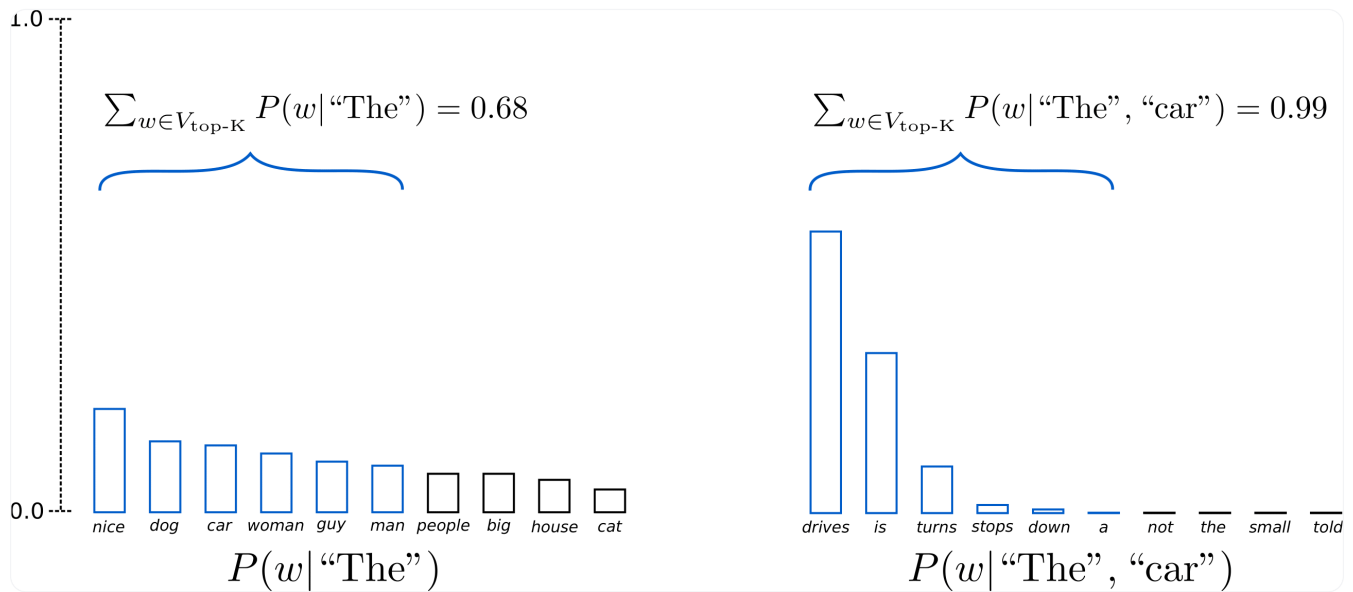 1.0
∑w∈Vtop-K P(w|“The”) = 0.68
∑w∈Vtop-K P(w|“The”, “car”) = 0.99
0.0
nice dog car woman guy man people big house cat
drives is turns stops down a not the small told
P(w|“The”)
P(w|“The”, “car”)